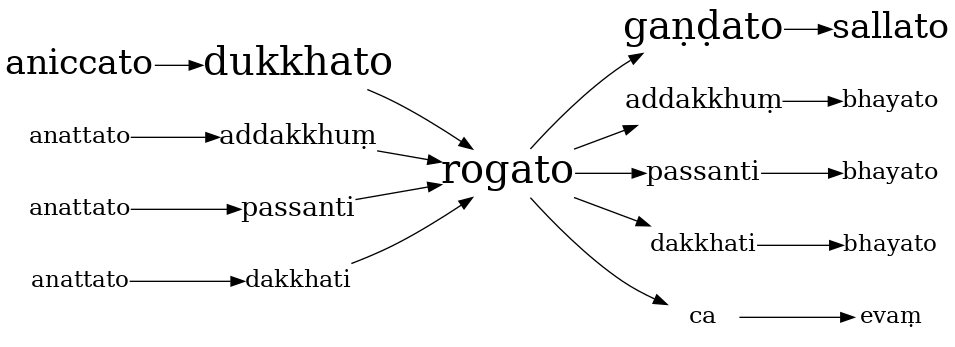 aniccato dukkhato rogato gaṇḍato sallato
anattato addakkhuṃ addakkhuṃ bhayato
anattato passanti passanti bhayato
anattato dakkhati dakkhati bhayato
ca evaṃ